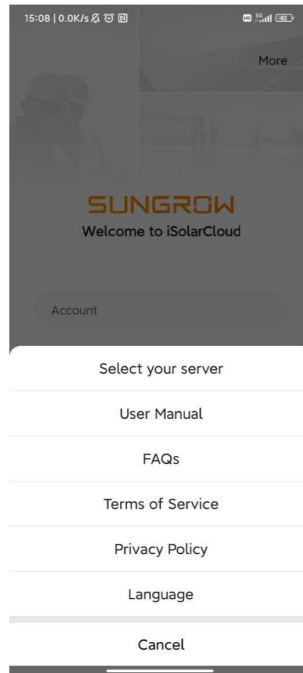 15:08 | 0.0K/s
5G
More
SUNGROW
Welcome to iSolarCloud
Account
Select your server
User Manual
FAQs
Terms of Service
Privacy Policy
Language
Cancel